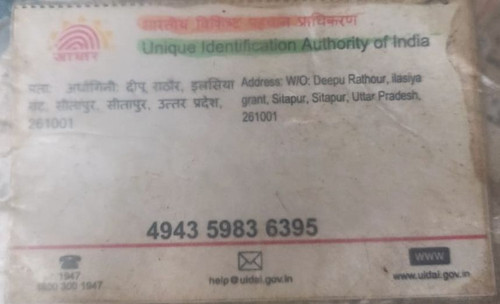 भारतीय विशिष्ट पहचान प्राधिकरण
Unique Identification Authority of India
आधार
पता: अर्धांगिनी: दीपू राठौर, इलसिया
ग्रांट, सीतापुर, सीतापुर, उत्तर प्रदेश,
261001
Address: W/O: Deepu Rathour, ilasiya
grant, Sitapur, Sitapur, Uttar Pradesh,
261001
4943 5983 6395
1947
1800 300 1947
help@uidai.gov.in
WWW
www.uidai.gov.in